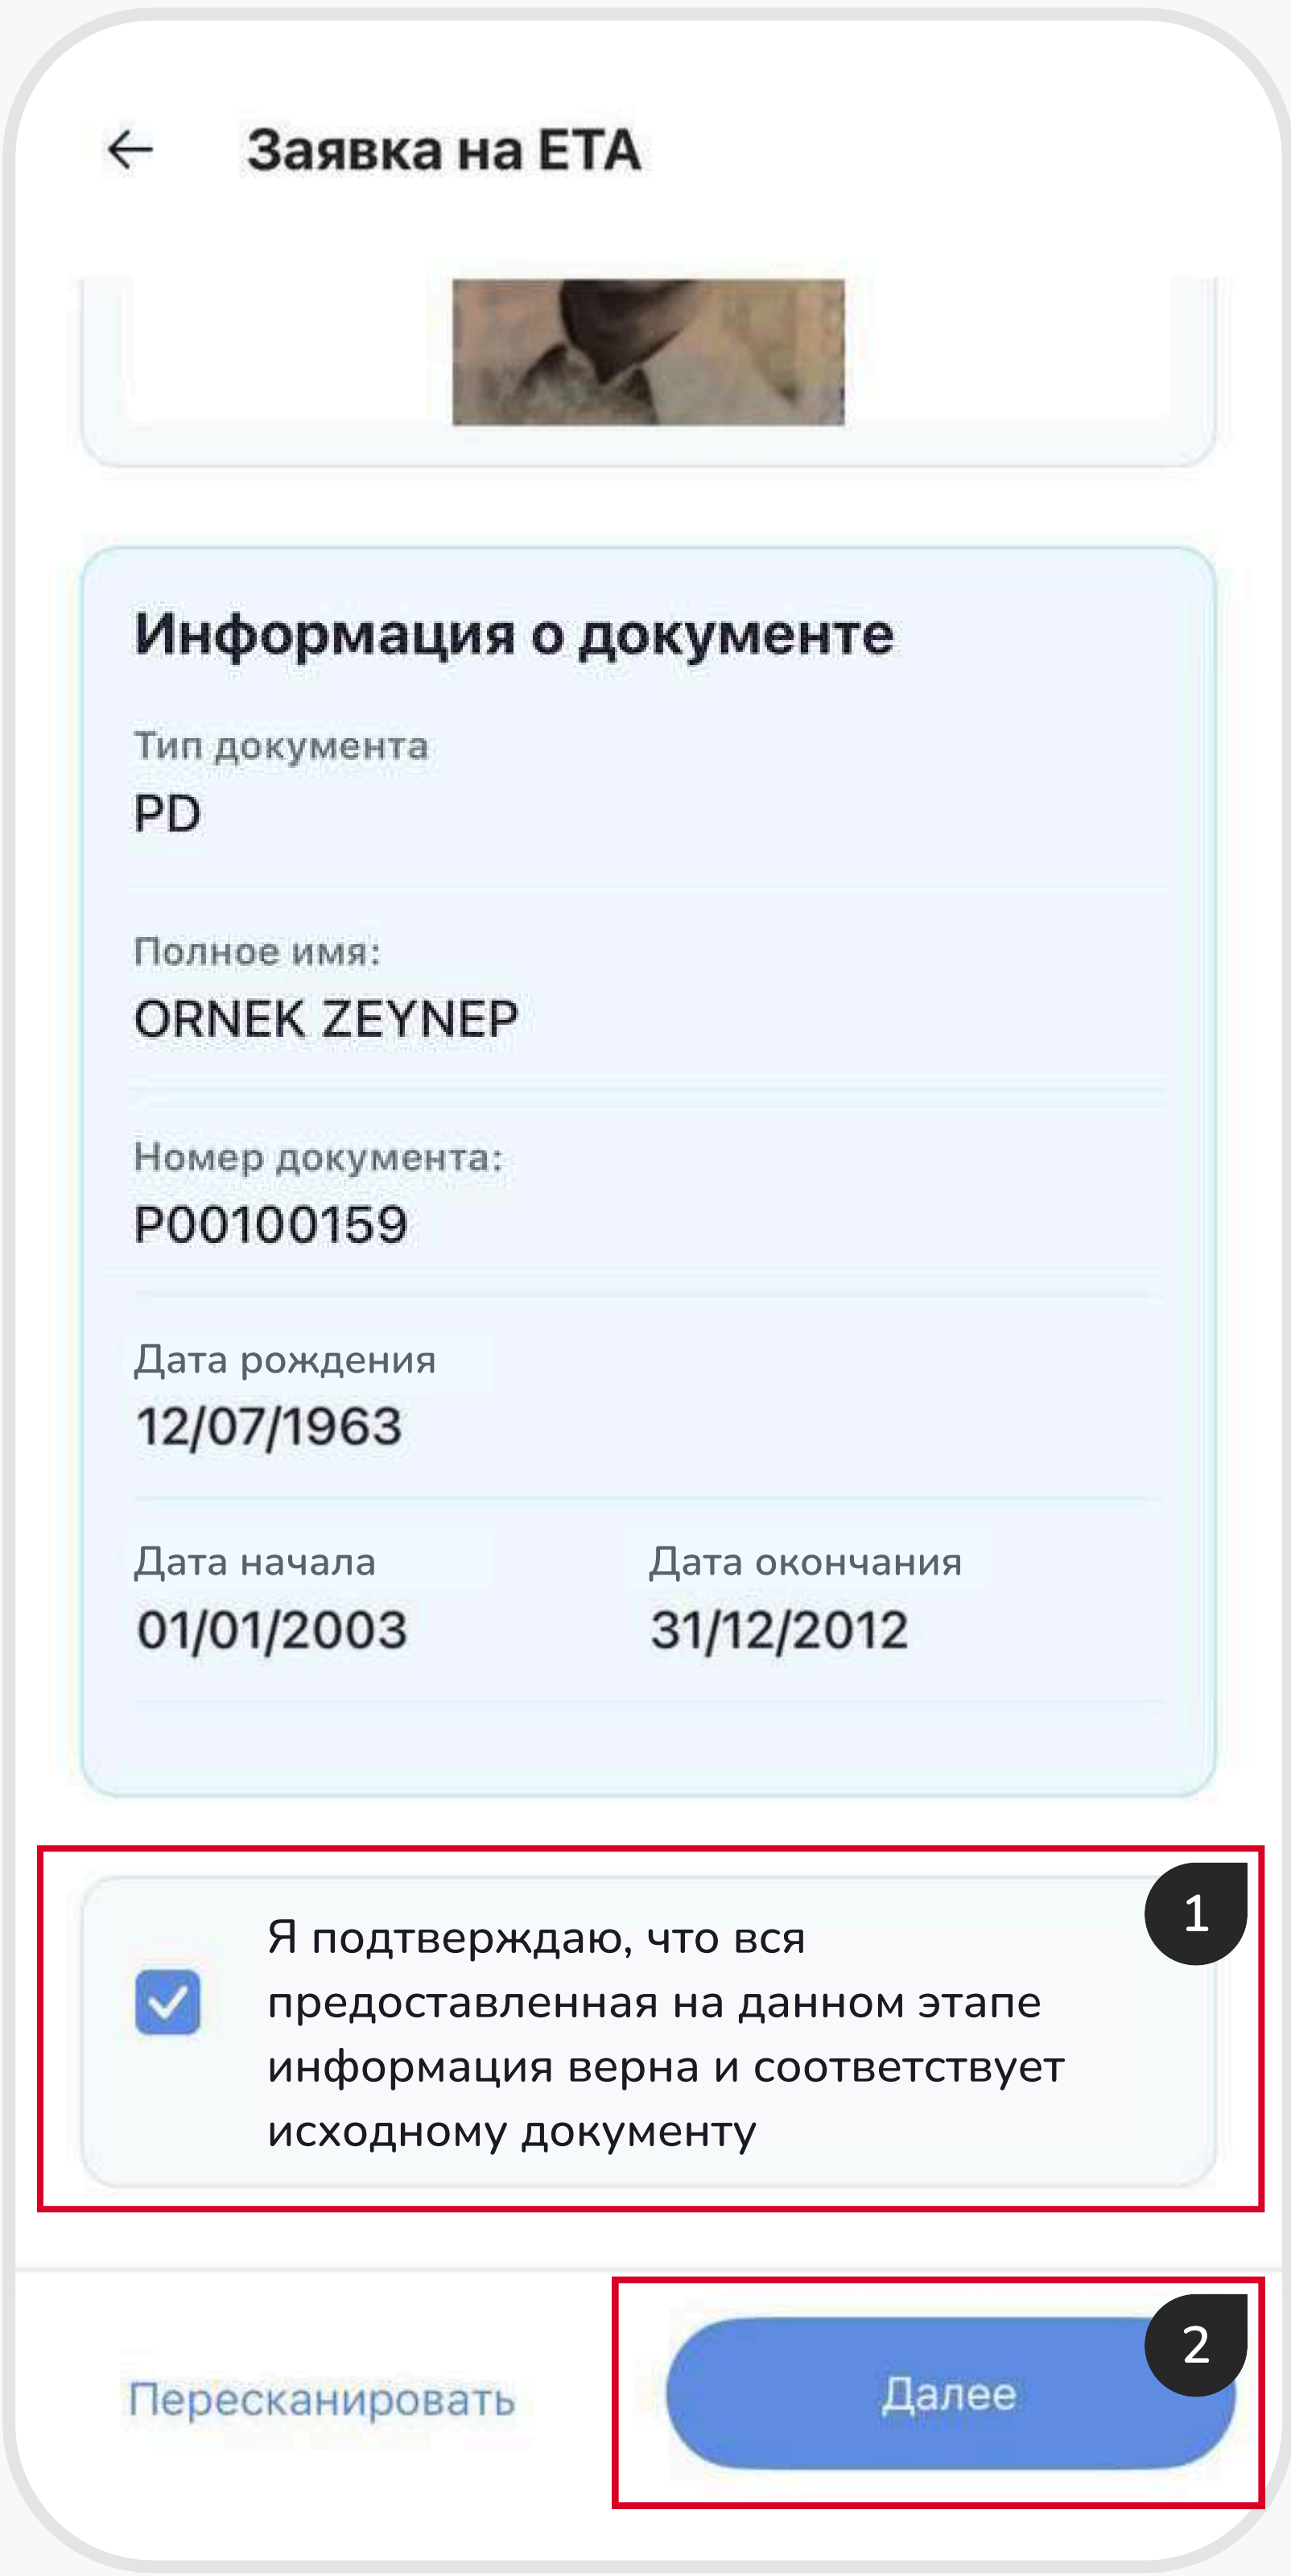 Заявка на ETA
Информация о документе
Тип документа
PD
Полное имя:
ORNEK ZEYNEP
Номер документа:
P00100159
Дата рождения
12/07/1963
Дата начала Дата окончания
01/01/2003 31/12/2012
1
Я подтверждаю, что вся
предоставленная на данном этапе
информация верна и соответствует
исходному документу
2
Пересканировать Далее